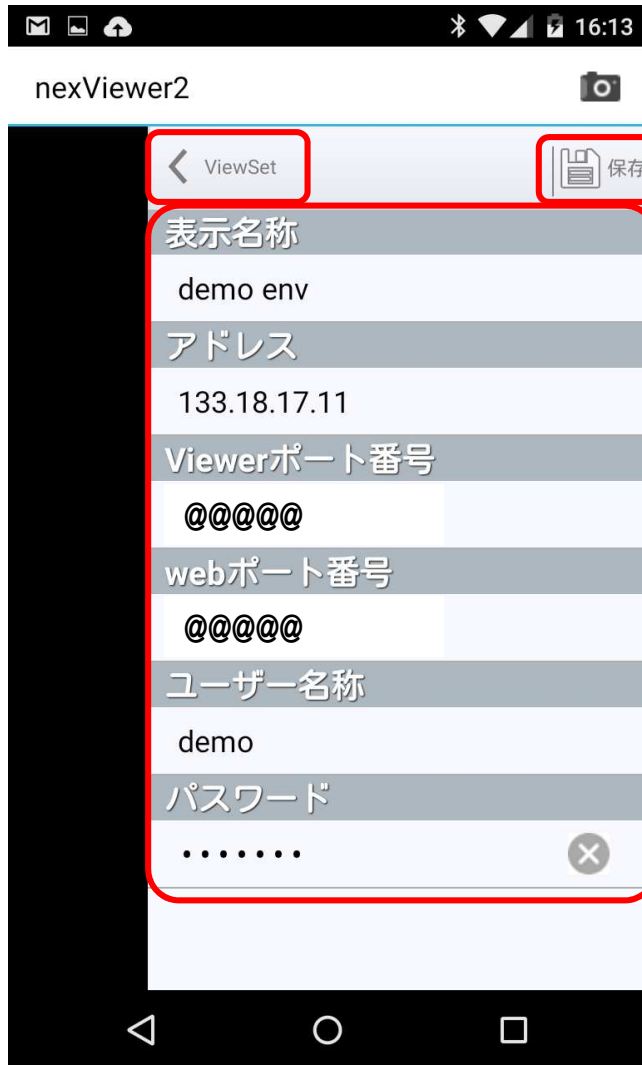 16:13
nexViewer2
ViewSet
保存
表示名称
demo env
アドレス
133.18.17.11
Viewerポート番号
@@@@@
webポート番号
@@@@@
ユーザー名称
demo
パスワード
•••••••